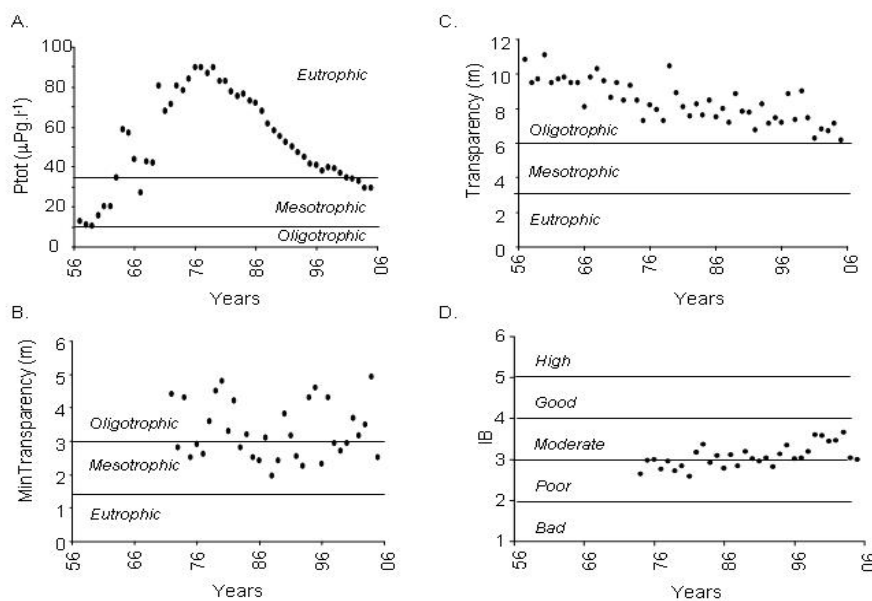 A.
100
80
60
40
20
0
Ptot (µPg.l-1)
Eutrophic
Mesotrophic
Oligotrophic
56
66
76
86
96
06
Years
B.
6
5
4
3
2
1
0
MinTransparency (m)
Oligotrophic
Mesotrophic
Eutrophic
56
66
76
86
96
06
Years
C.
12
10
8
6
4
2
0
Transparency (m)
Oligotrophic
Mesotrophic
Eutrophic
56
66
76
86
96
06
Years
D.
6
5
4
3
2
1
IB
High
Good
Moderate
Poor
Bad
56
66
76
86
96
06
Years